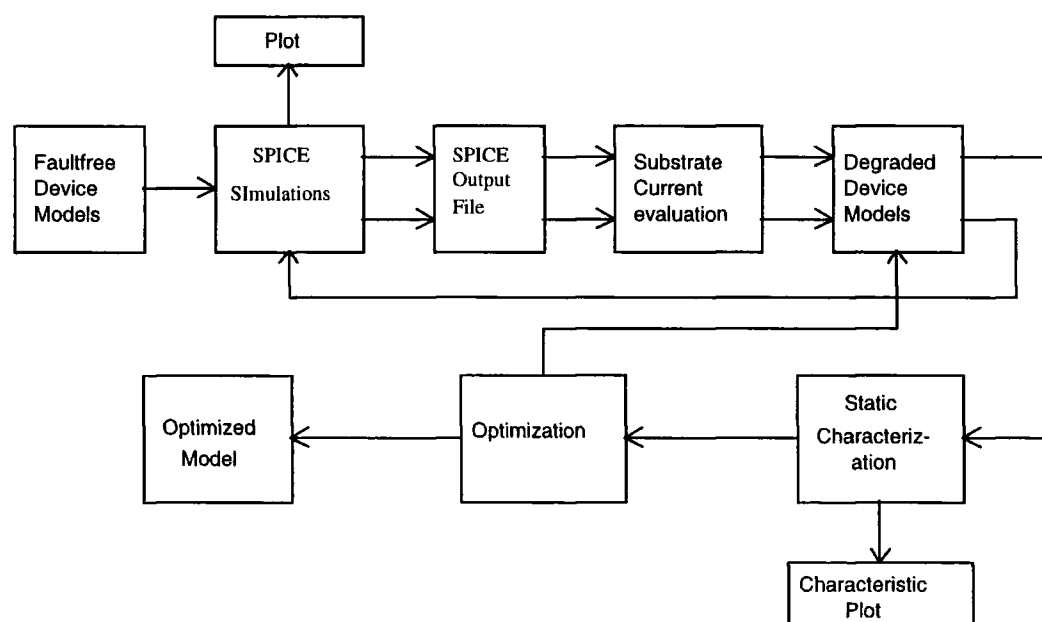 Plot
Faultfree
Device
Models
SPICE
SImulations
SPICE
Output
File
Substrate
Current
evaluation
Degraded
Device
Models
Optimized
Model
Optimization
Static
Characteriz-
ation
Characteristic
Plot